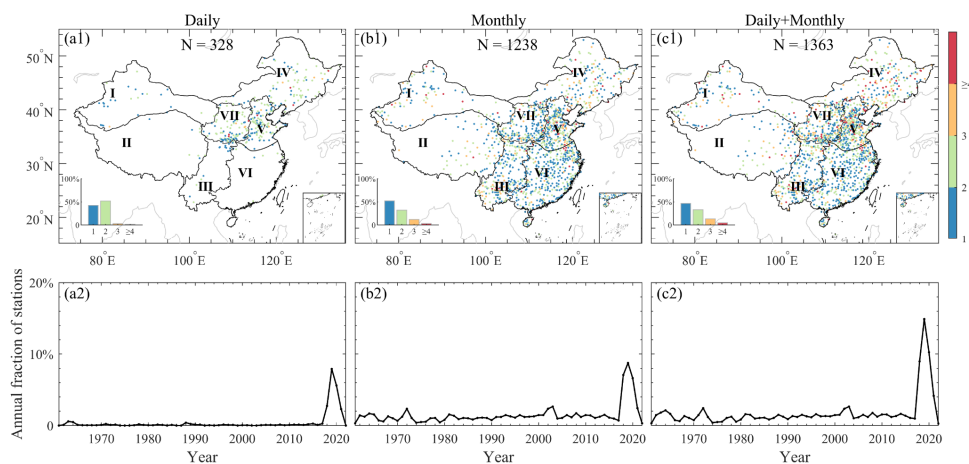 Daily
Monthly
Daily+Monthly
(a1)
N = 328
(b1)
N = 1238
(c1)
N = 1363
50°N
40°N
30°N
20°N
I
II
III
IV
V
VI
VII
I
II
III
IV
V
VI
VII
I
II
III
IV
V
VI
VII
100%
50%
0
1 2 3 ≥4
100%
50%
0
1 2 3 ≥4
100%
50%
0
1 2 3 ≥4
80°E 100°E 120°E
80°E 100°E 120°E
80°E 100°E 120°E
3
2
1
Annual fraction of stations
20%
10%
0
(a2)
(b2)
(c2)
1970 1980 1990 2000 2010 2020
1970 1980 1990 2000 2010 2020
1970 1980 1990 2000 2010 2020
Year
Year
Year